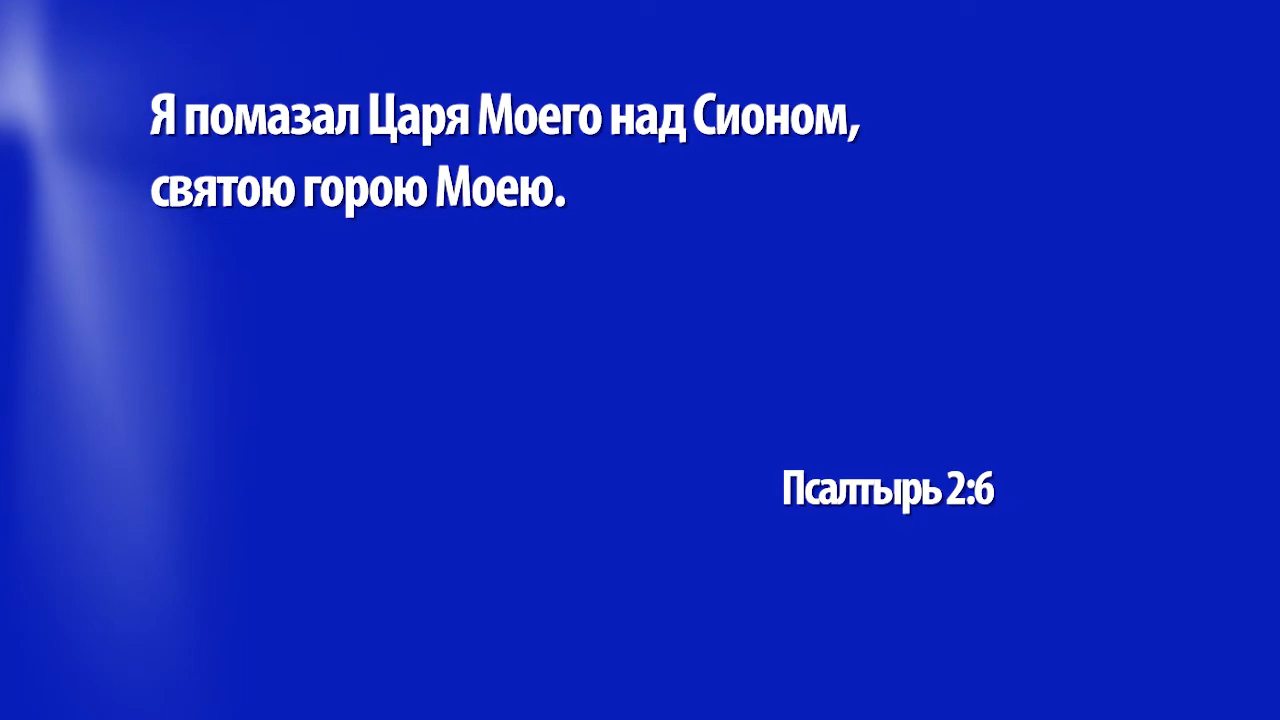 Я помазал Царя Моего над Сионом,
святою горою Моею.
Псалтырь 2:6